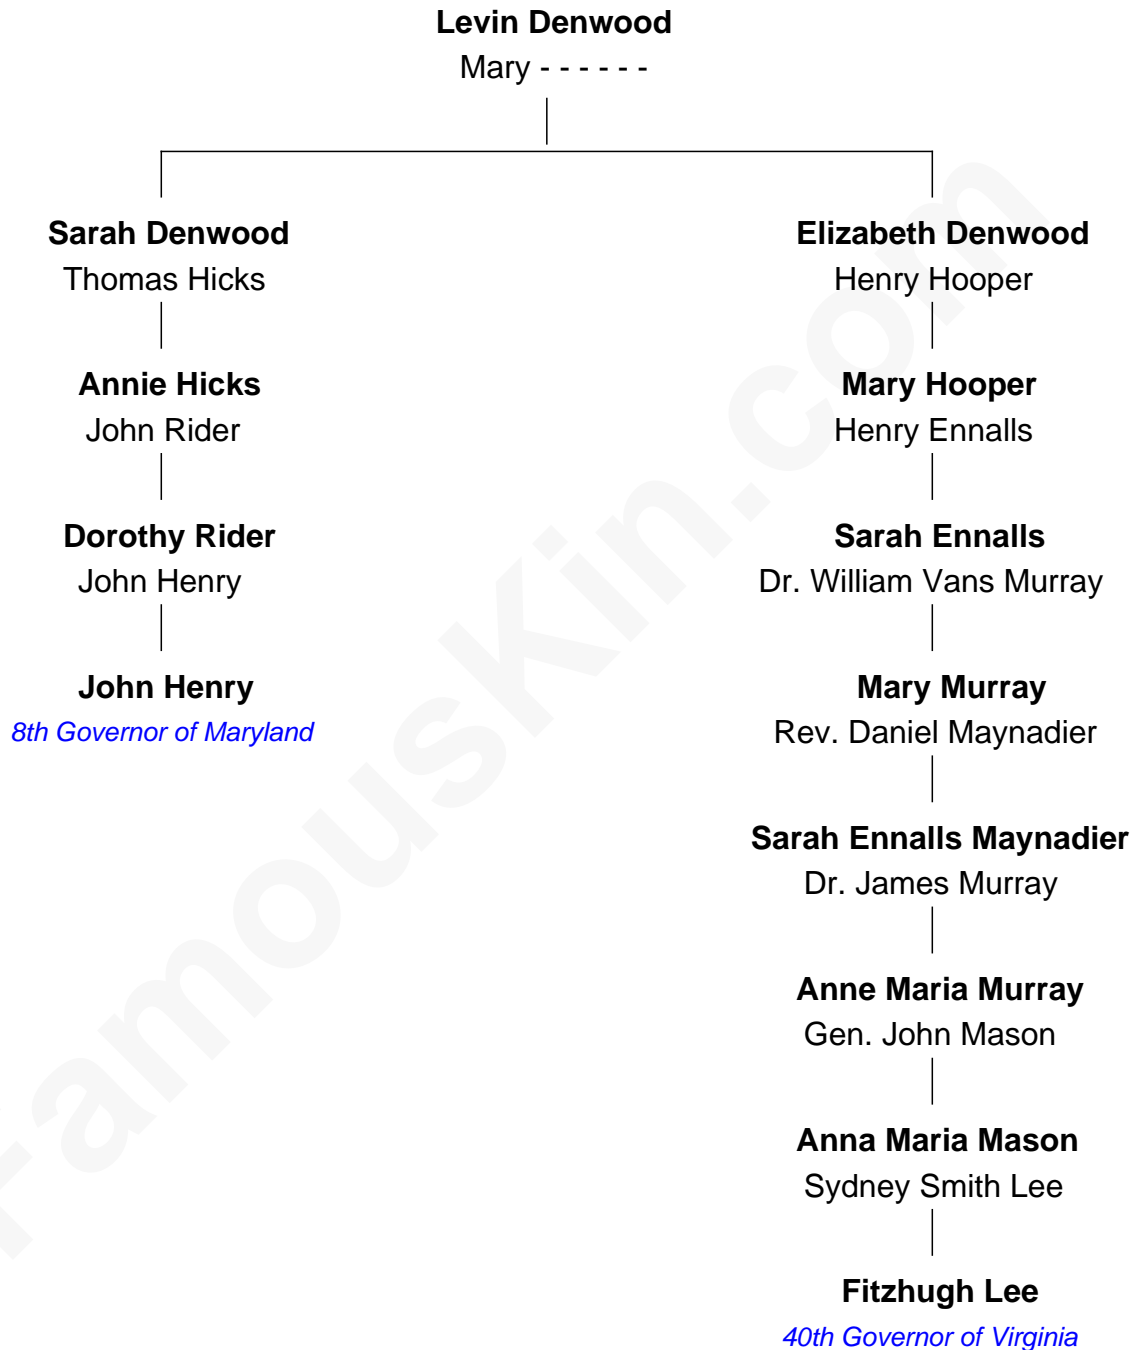 Levin Denwood
Mary - - - - - -
Sarah Denwood
Thomas Hicks
Annie Hicks
John Rider
Dorothy Rider
John Henry
John Henry
8th Governor of Maryland
Elizabeth Denwood
Henry Hooper
Mary Hooper
Henry Ennalls
Sarah Ennalls
Dr. William Vans Murray
Mary Murray
Rev. Daniel Maynadier
Sarah Ennalls Maynadier
Dr. James Murray
Anne Maria Murray
Gen. John Mason
Anna Maria Mason
Sydney Smith Lee
Fitzhugh Lee
40th Governor of Virginia
FamousKin.com